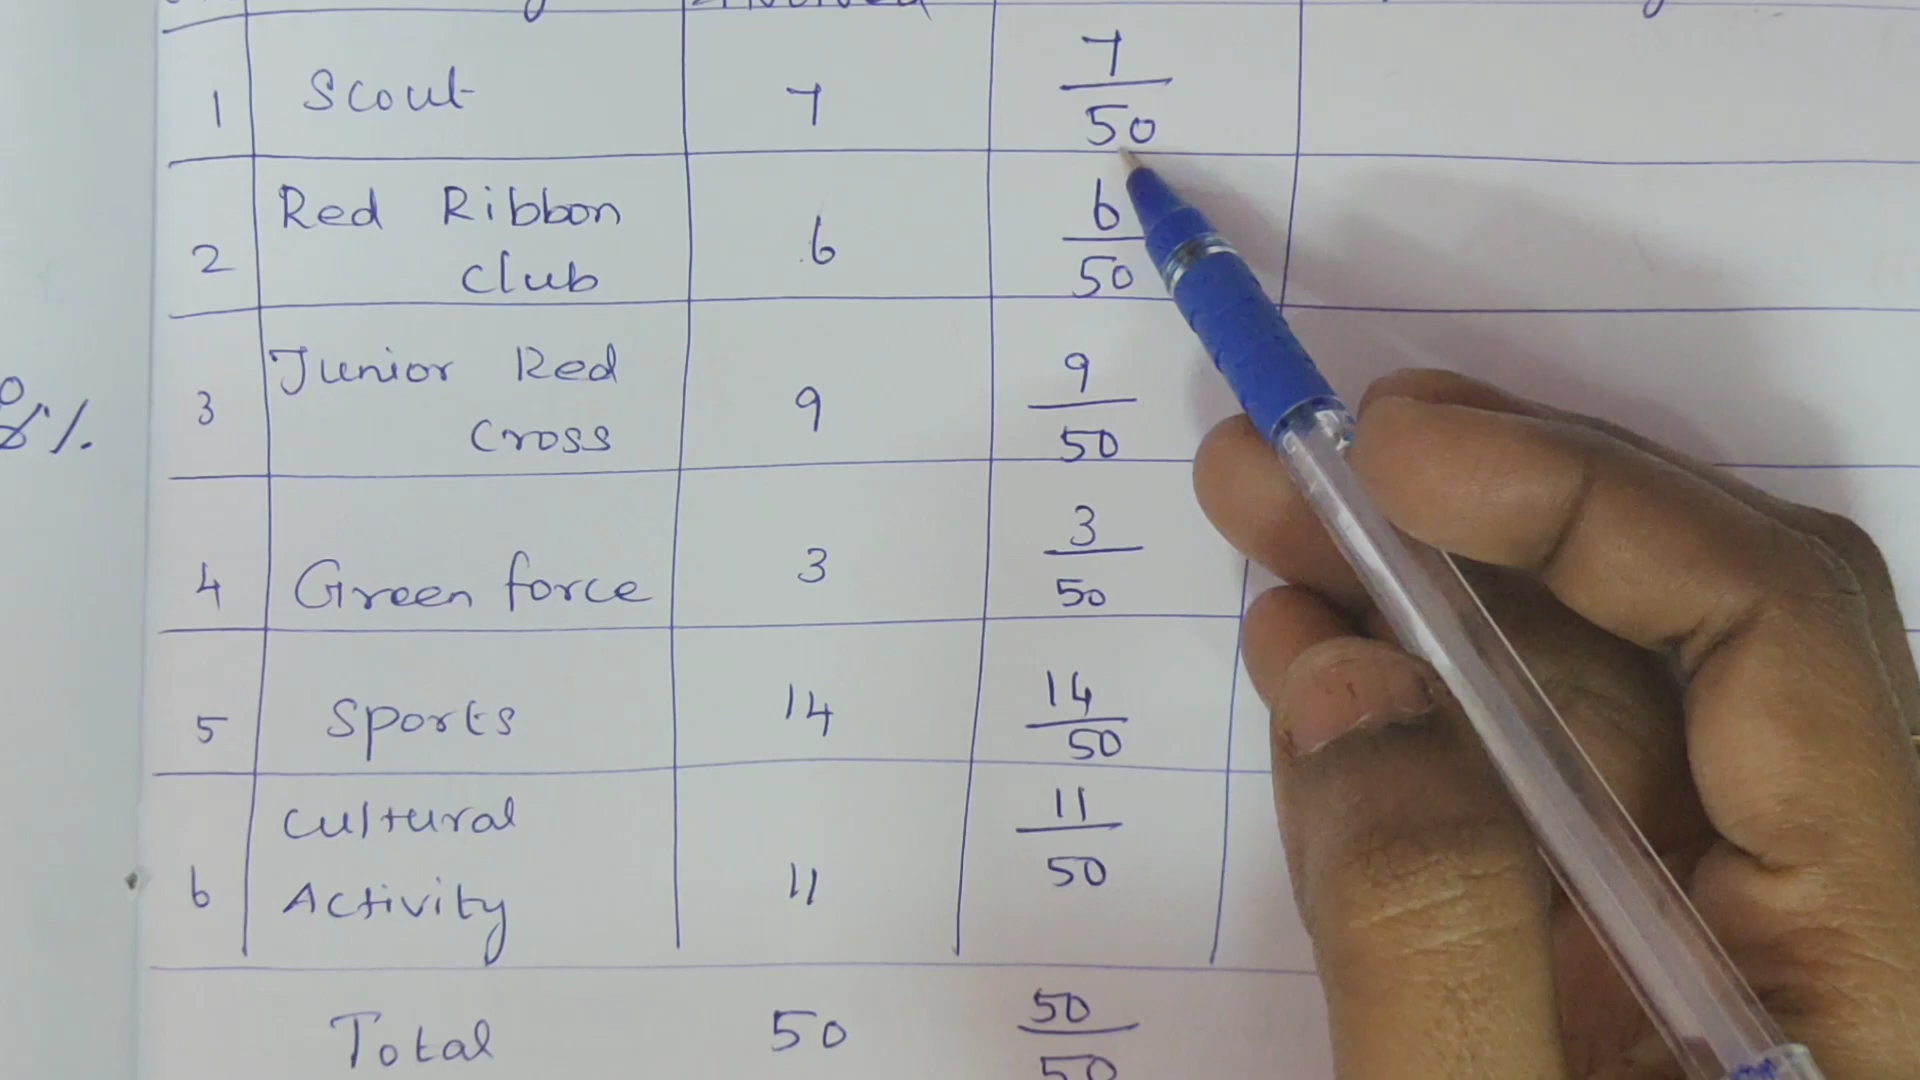 1 Scout 7 7/50
2 Red Ribbon Club 6 6/50
3 Junior Red Cross 9 9/50
4 Green force 3 3/50
5 Sports 14 14/50
6 Cultural Activity 11 11/50
Total 50 50/50